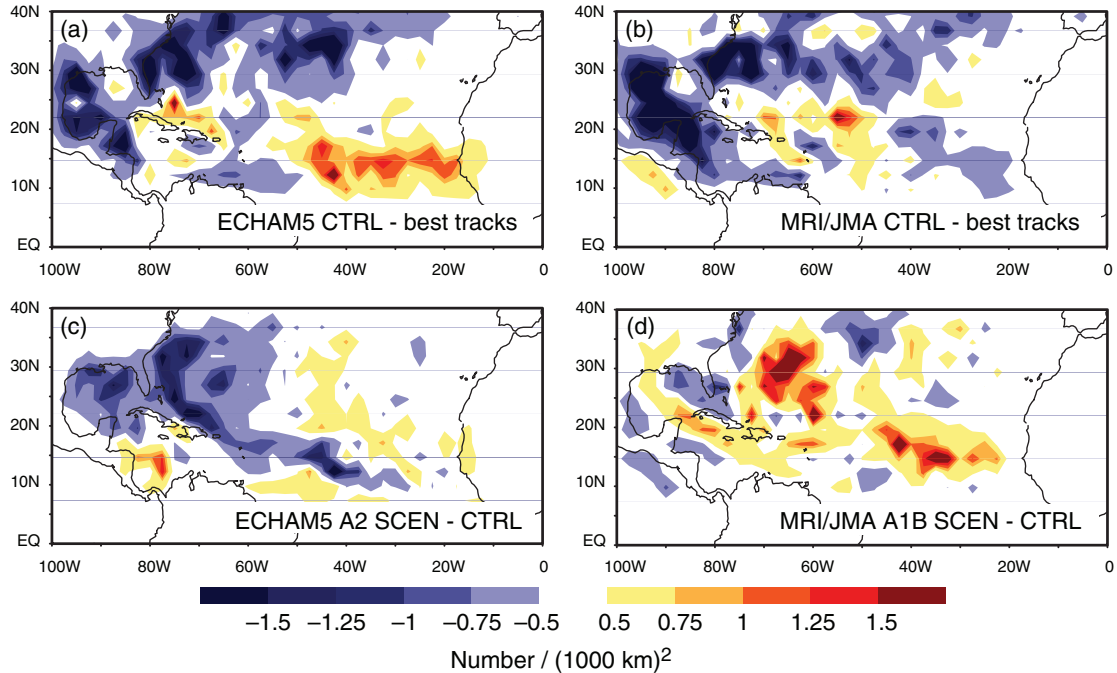 (a)
40N
30N
20N
10N
EQ
ECHAM5 CTRL - best tracks
100W 80W 60W 40W 20W 0
(b)
40N
30N
20N
10N
EQ
MRI/JMA CTRL - best tracks
100W 80W 60W 40W 20W 0
(c)
40N
30N
20N
10N
EQ
ECHAM5 A2 SCEN - CTRL
100W 80W 60W 40W 20W 0
(d)
40N
30N
20N
10N
EQ
MRI/JMA A1B SCEN - CTRL
100W 80W 60W 40W 20W 0
−1.5 −1.25 −1 −0.75 −0.5 0.5 0.75 1 1.25 1.5
Number / (1000 km)²